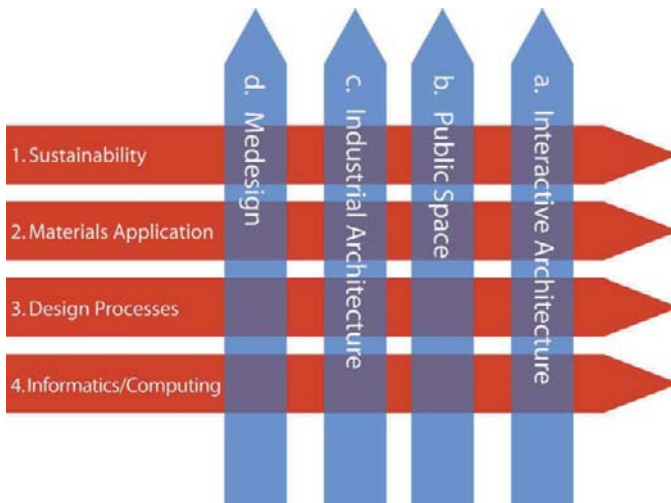 d. Medesign
c. Industrial Architecture
b. Public Space
a. Interactive Architecture
1. Sustainability
2. Materials Application
3. Design Processes
4. Informatics/Computing